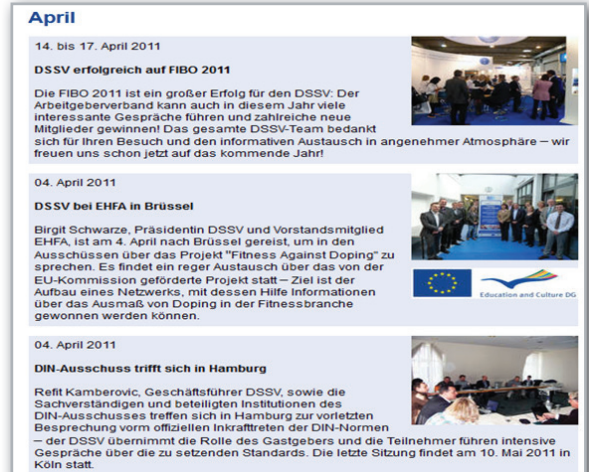 April
14. bis 17. April 2011
DSSV erfolgreich auf FIBO 2011
Die FIBO 2011 ist ein großer Erfolg für den DSSV: Der
Arbeitgeberverband kann auch in diesem Jahr viele
interessante Gespräche führen und zahlreiche neue
Mitglieder gewinnen! Das gesamte DSSV-Team bedankt
sich für Ihren Besuch und den informativen Austausch in angenehmer Atmosphäre – wir
freuen uns schon jetzt auf das kommende Jahr!
04. April 2011
DSSV bei EHFA in Brüssel
Birgit Schwarze, Präsidentin DSSV und Vorstandsmitglied
EHFA, ist am 4. April nach Brüssel gereist, um in den
Ausschüssen über das Projekt "Fitness Against Doping" zu
sprechen. Es findet ein reger Austausch über das von der
EU-Kommission geförderte Projekt statt – Ziel ist der
Aufbau eines Netzwerks, mit dessen Hilfe Informationen
über das Ausmaß von Doping in der Fitnessbranche
gewonnen werden können.
Education and Culture DG
04. April 2011
DIN-Ausschuss trifft sich in Hamburg
Refit Kamberovic, Geschäftsführer DSSV, sowie die
Sachverständigen und beteiligten Institutionen des
DIN-Ausschusses treffen sich in Hamburg zur vorletzten
Besprechung vorm offiziellen Inkrafttreten der DIN-Normen
– der DSSV übernimmt die Rolle des Gastgebers und die Teilnehmer führen intensive
Gespräche über die zu setzenden Standards. Die letzte Sitzung findet am 10. Mai 2011 in
Köln statt.